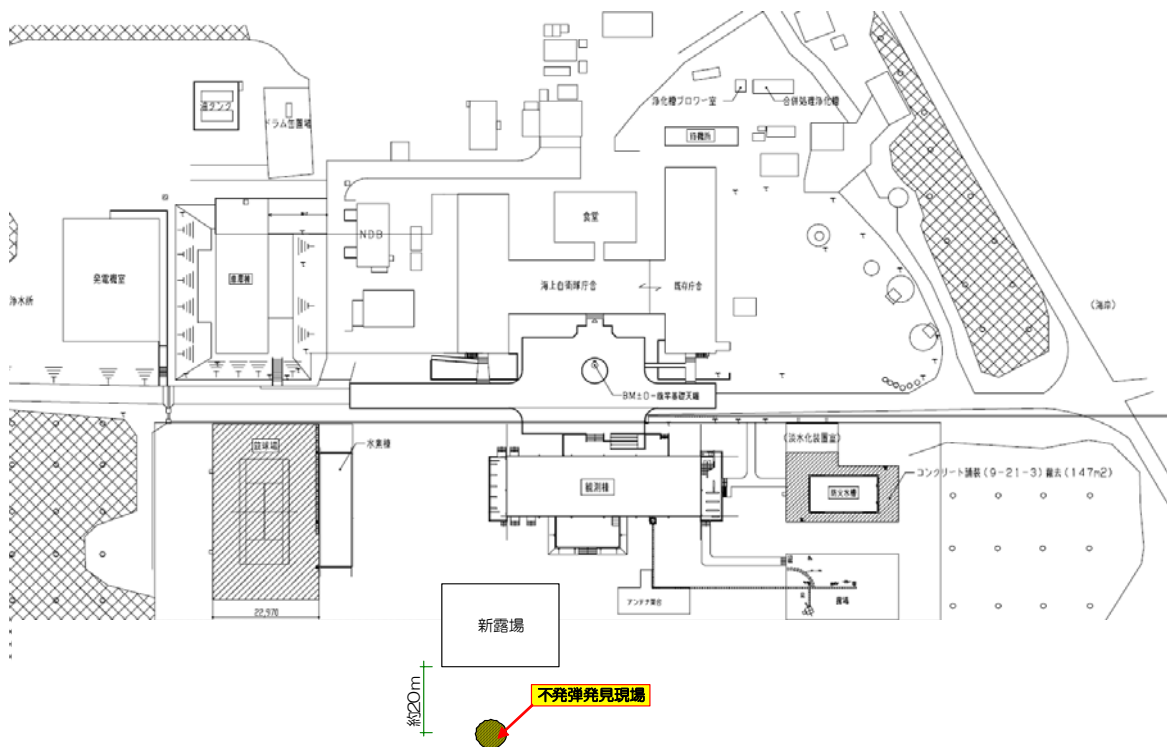 油タンク
ドラム缶置場
浄化槽ブロワー室
合併処理浄化槽
待機所
食堂
NDB
発電機室
浄水所
海上自衛隊庁舎
既存庁舎
(海岸)
BM±0=旗竿基礎天端
水素棟
(淡水化装置室)
コンクリート舗装(9-21-3)撤去(147m2)
観測棟
防火水槽
アンテナ架台
露場
22,970
新露場
約20m
不発弾発見現場